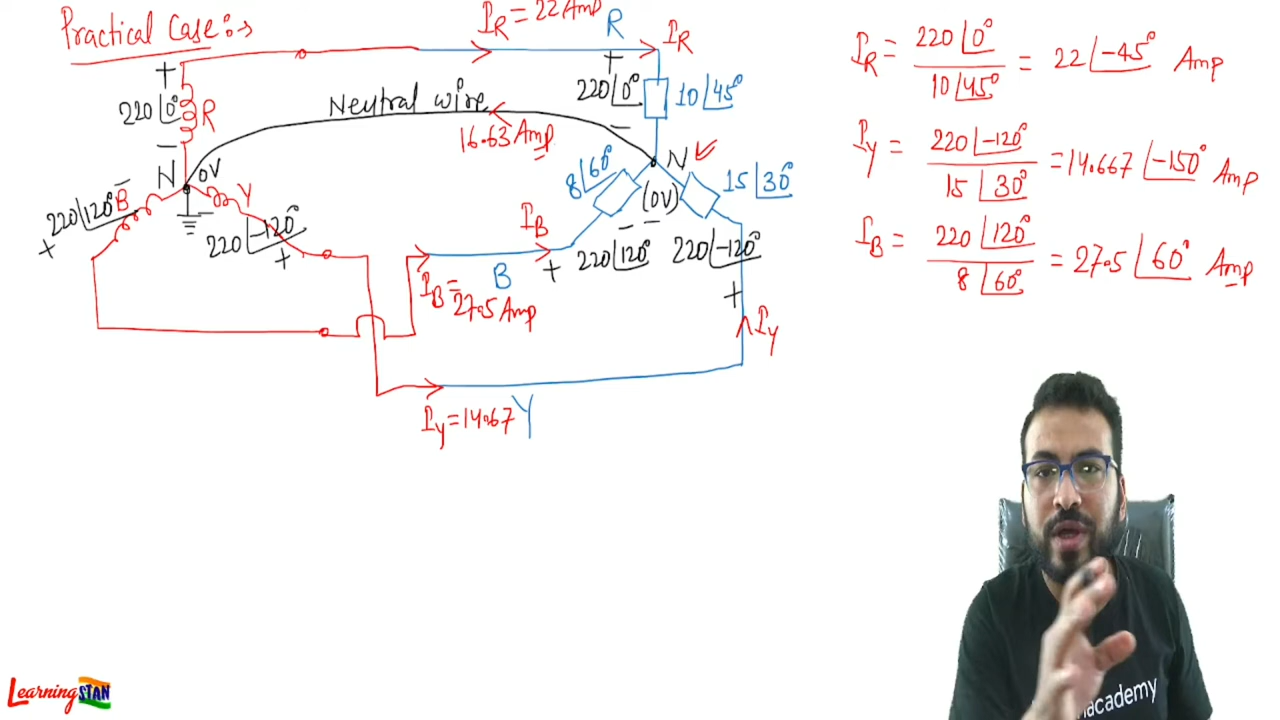 Practical Case:->
I_R = 22 Amp
R
I_R
+
220∠0°
R
−
Neutral wire
16.63 Amp
+
220∠0°
−
10∠45°
N
0V
N
(0V)
8∠60°
15∠30°
220∠120°
B
−
+
Y
220∠-120°
+
I_B
B
I_B =
27.5 Amp
+
220∠120°
−
−
220∠-120°
+
I_y
I_y = 14.67
Y
I_R = 220∠0° / 10∠45° = 22∠-45° Amp
I_y = 220∠-120° / 15∠30° = 14.667∠-150° Amp
I_B = 220∠120° / 8∠60° = 27.5∠60° Amp
nacademy
LearningSTAN